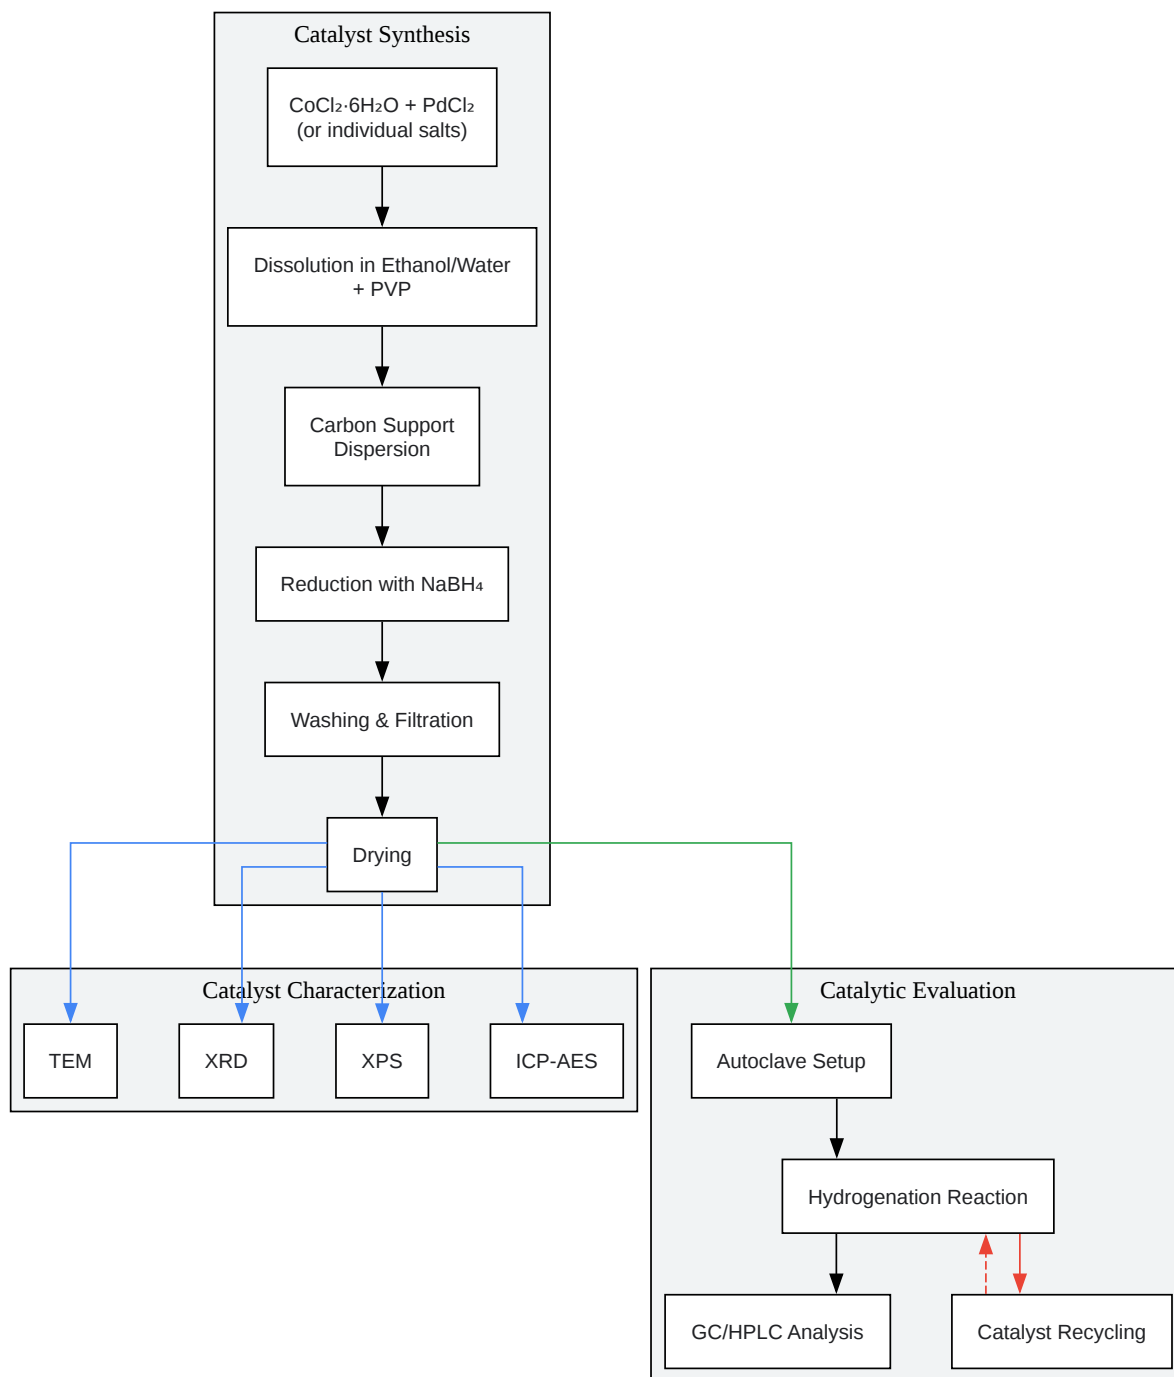 Catalyst Synthesis
CoCl₂·6H₂O + PdCl₂
(or individual salts)
Dissolution in Ethanol/Water
+ PVP
Carbon Support
Dispersion
Reduction with NaBH₄
Washing & Filtration
Drying
Catalyst Characterization
TEM
XRD
XPS
ICP-AES
Catalytic Evaluation
Autoclave Setup
Hydrogenation Reaction
GC/HPLC Analysis
Catalyst Recycling